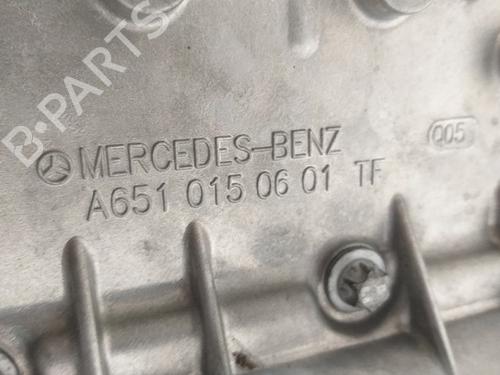 B-PARTS
MERCEDES-BENZ
Q05
A651 015 06 01 TF